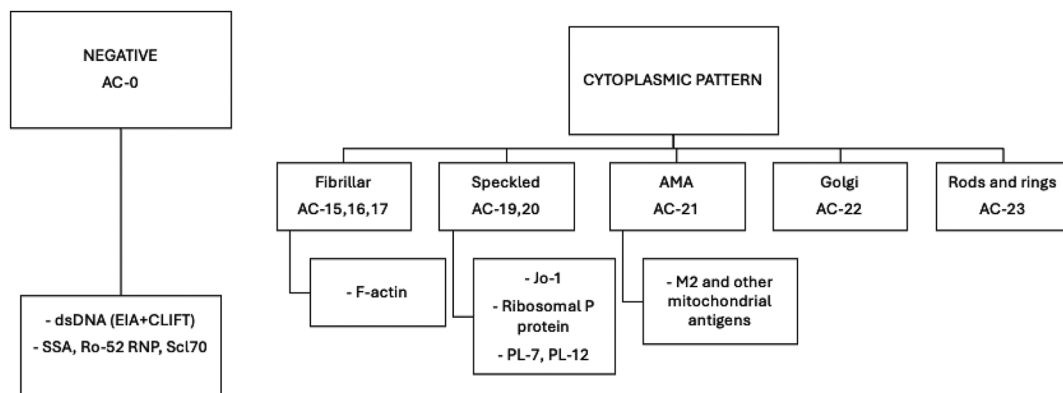 NEGATIVE
AC-0
CYTOPLASMIC PATTERN
Fibrillar
AC-15,16,17
Speckled
AC-19,20
AMA
AC-21
Golgi
AC-22
Rods and rings
AC-23
- dsDNA (EIA+CLIFT)
- SSA, Ro-52 RNP, Scl70
- F-actin
- Jo-1
- Ribosomal P
protein
- PL-7, PL-12
- M2 and other
mitochondrial
antigens